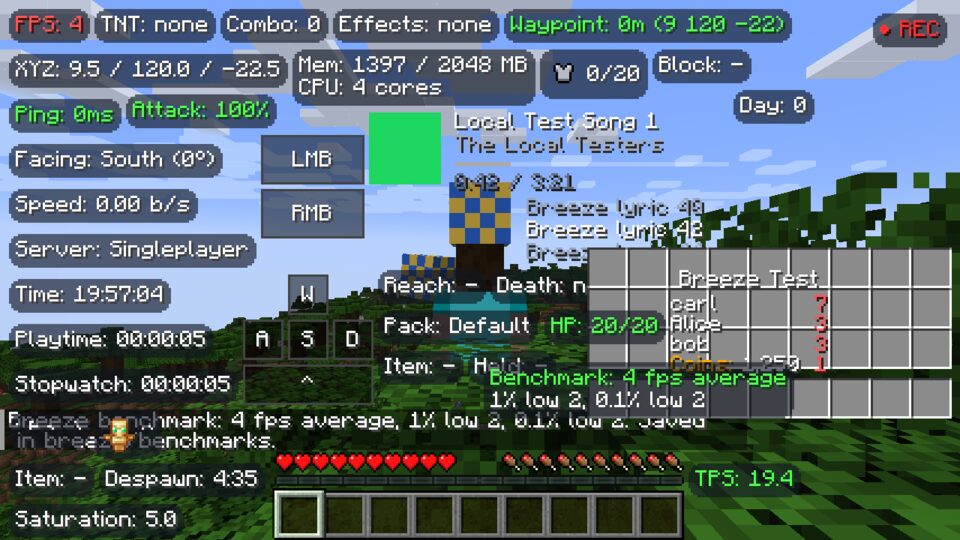 FPS: 4 TNT: none Combo: 0 Effects: none Waypoint: 0m (9 120 -22) • REC
XYZ: 9.5 / 120.0 / -22.5 Mem: 1397 / 2048 MB 0/20 Block: -
CPU: 4 cores
Day: 0
Ping: 0ms Attack: 100%
Local Test Song 1
The Local Testers
Facing: South (0°) LMB
0:42 / 3:21
Speed: 0.00 b/s RMB
Breeze lyric 40
Breeze lyric 42
Server: Singleplayer
Breeze
Breeze Test
Time: 19:57:04 W
Reach: - Death: n
carl 7
Alice 3
Pack: Default HP: 20/20
bob 3
Playtime: 00:00:05 A S D
Coins: 1,250 1
Item: - Held: -
Stopwatch: 00:00:05 ^
Benchmark: 4 fps average
1% low 2, 0.1% low 2
Breeze benchmark: 4 fps average, 1% low 2, 0.1% low 2. Saved
in breeze benchmarks.
Item: - Despawn: 4:35 TPS: 19.4
Saturation: 5.0